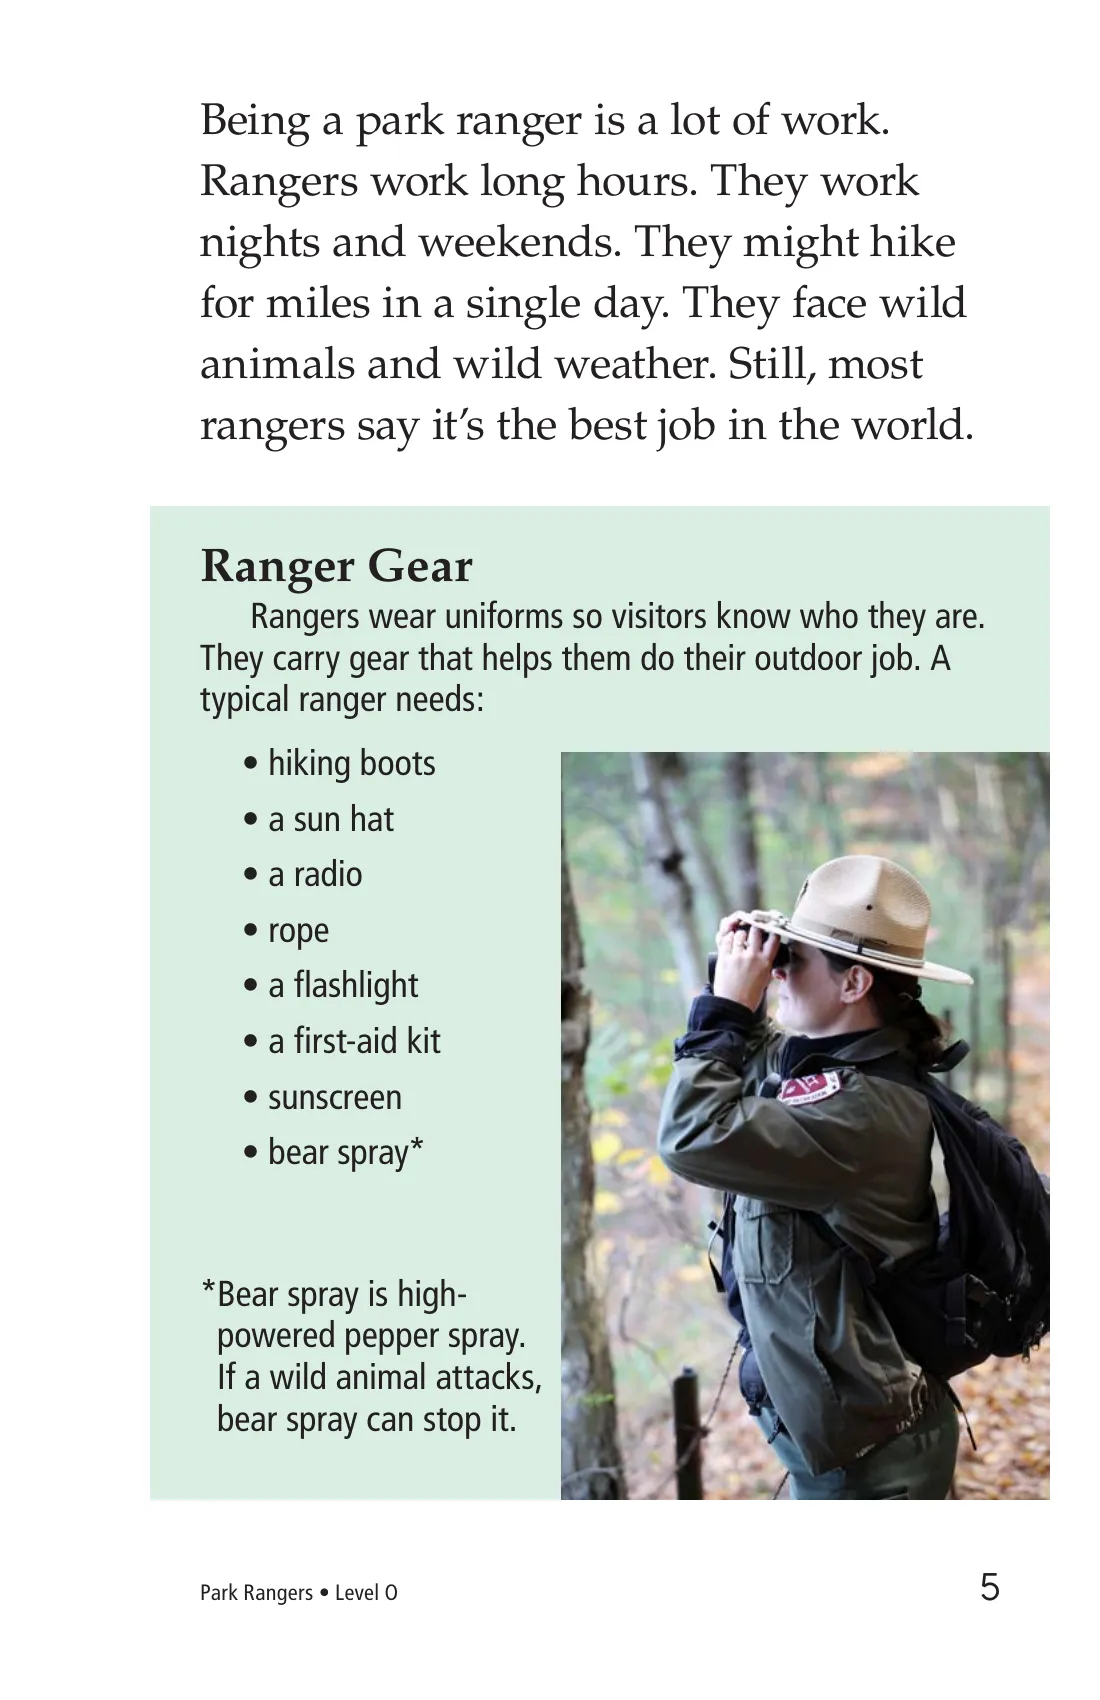 Being a park ranger is a lot of work.
Rangers work long hours. They work
nights and weekends. They might hike
for miles in a single day. They face wild
animals and wild weather. Still, most
rangers say it’s the best job in the world.
Ranger Gear
Rangers wear uniforms so visitors know who they are.
They carry gear that helps them do their outdoor job. A
typical ranger needs:
• hiking boots
• a sun hat
• a radio
• rope
• a flashlight
• a first-aid kit
• sunscreen
• bear spray*
*Bear spray is high-
powered pepper spray.
If a wild animal attacks,
bear spray can stop it.
Park Rangers • Level O
5